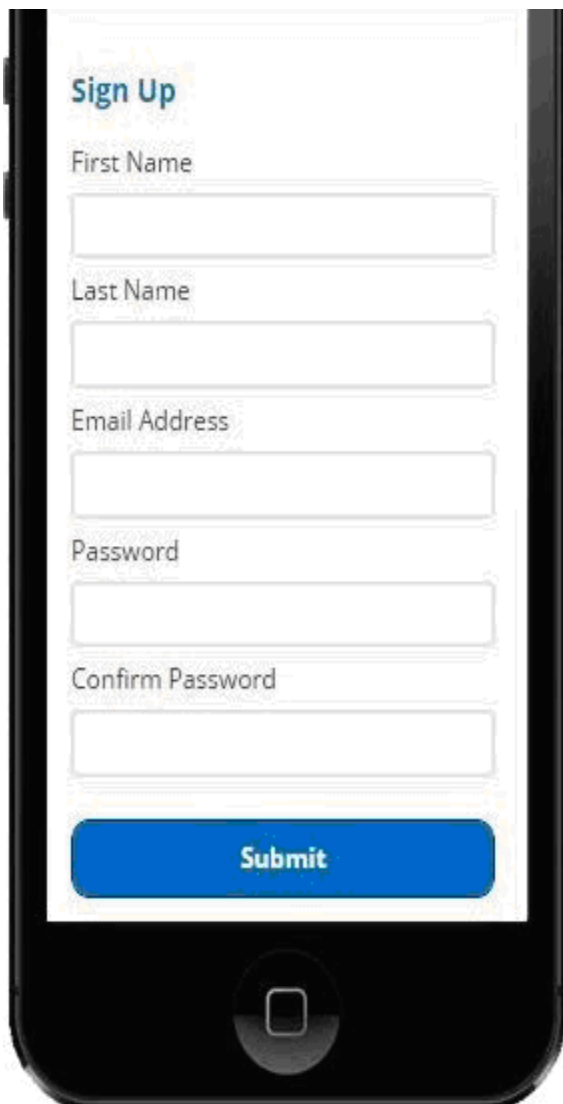 Sign Up
First Name
Last Name
Email Address
Password
Confirm Password
Submit